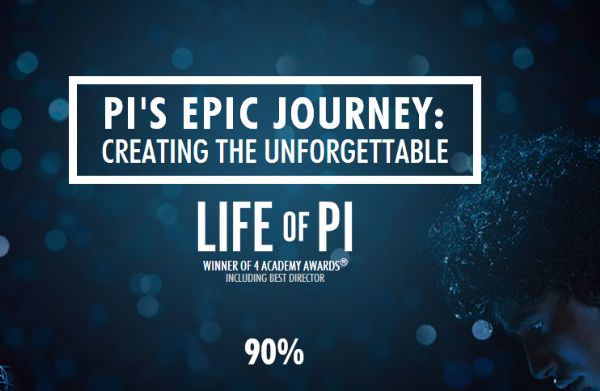 PI'S EPIC JOURNEY:
CREATING THE UNFORGETTABLE
LIFE OF PI
WINNER OF 4 ACADEMY AWARDS®
INCLUDING BEST DIRECTOR
90%